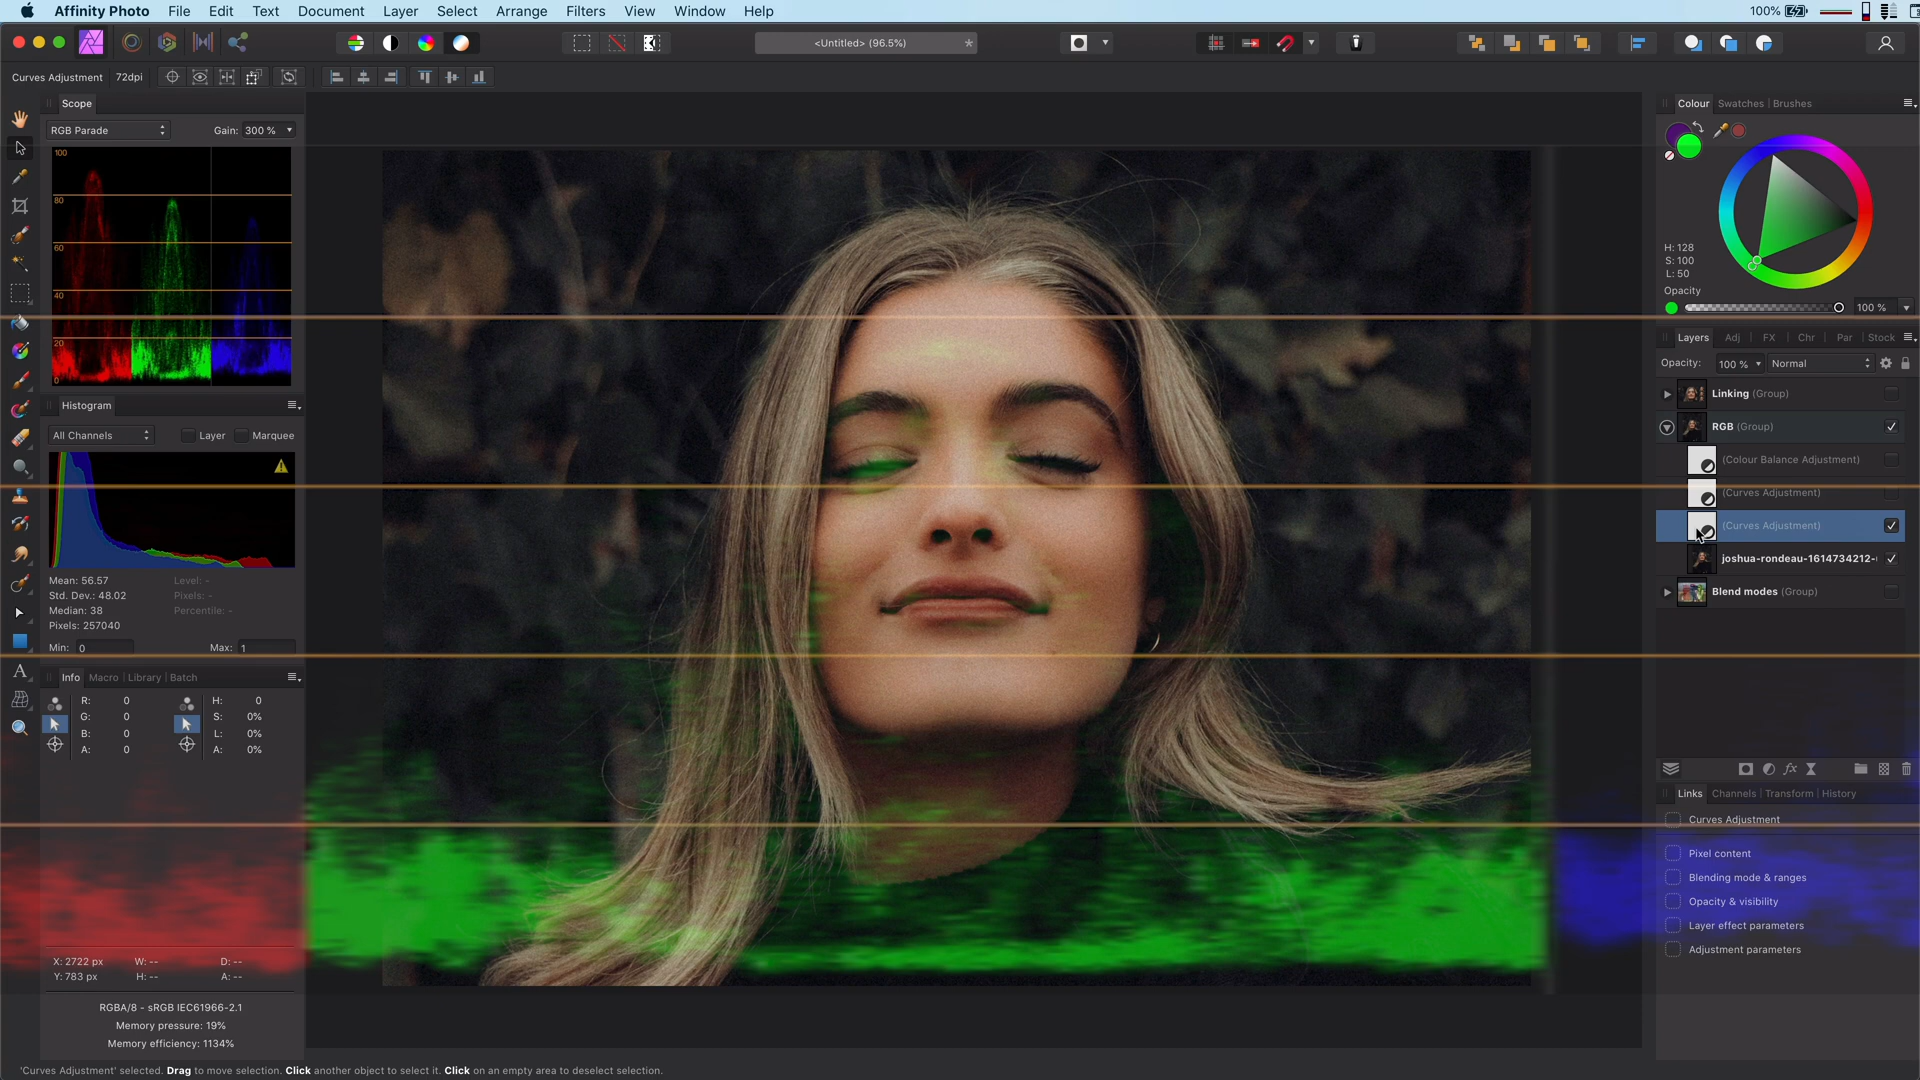 Affinity Photo File Edit Text Document Layer Select Arrange Filters View Window Help 100%
<Untitled> (96.5%) *
Curves Adjustment 72dpi
Scope
RGB Parade Gain: 300 %
100
80
60
40
20
0
Histogram
All Channels Layer Marquee
Mean: 56.57 Level: -
Std. Dev.: 48.02 Pixels: -
Median: 38 Percentile: -
Pixels: 257040
Min: 0 Max: 1
Info Macro Library Batch
R: 0 H: 0
G: 0 S: 0%
B: 0 L: 0%
A: 0 A: 0%
X: 2722 px W: -- D: --
Y: 783 px H: -- A: --
RGBA/8 - sRGB IEC61966-2.1
Memory pressure: 19%
Memory efficiency: 1134%
'Curves Adjustment' selected. Drag to move selection. Click another object to select it. Click on an empty area to deselect selection.
Colour Swatches Brushes
H: 128
S: 100
L: 50
Opacity
100 %
Layers Adj FX Chr Par Stock
Opacity: 100 % Normal
Linking (Group)
RGB (Group)
(Colour Balance Adjustment)
(Curves Adjustment)
(Curves Adjustment)
joshua-rondeau-1614734212-
Blend modes (Group)
fx
Links Channels Transform History
Curves Adjustment
Pixel content
Blending mode & ranges
Opacity & visibility
Layer effect parameters
Adjustment parameters